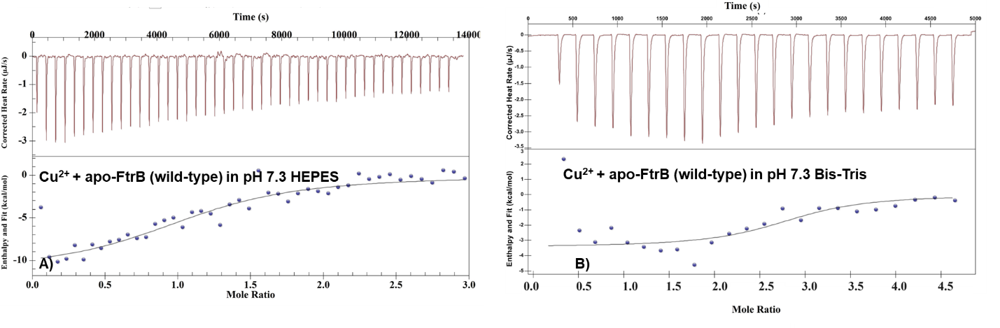 Time (s)
0 2000 4000 6000 8000 10000 12000 14000
Corrected Heat Rate (µJ/s)
0
-1
-2
-3
Cu2+ + apo-FtrB (wild-type) in pH 7.3 HEPES
Enthalpy and Fit (kcal/mol)
0
-5
-10
A)
0.0 0.5 1.0 1.5 2.0 2.5 3.0
Mole Ratio
Time (s)
0 500 1000 1500 2000 2500 3000 3500 4000 4500 5000
Corrected Heat Rate (µJ/s)
0
-0.5
-1.0
-1.5
-2.0
-2.5
-3.0
-3.5
Cu2+ + apo-FtrB (wild-type) in pH 7.3 Bis-Tris
Enthalpy and Fit (kcal/mol)
3
2
1
0
-1
-2
-3
-4
-5
B)
0.0 0.5 1.0 1.5 2.0 2.5 3.0 3.5 4.0 4.5
Mole Ratio